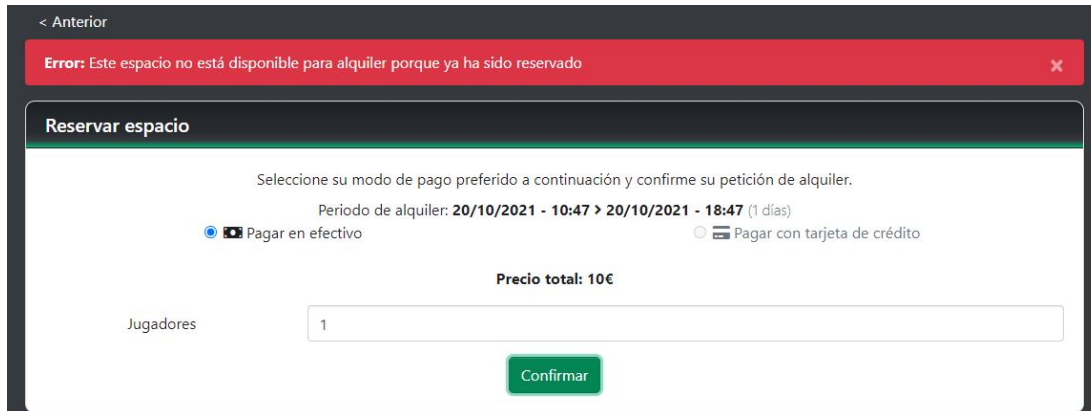 < Anterior
Error: Este espacio no está disponible para alquiler porque ya ha sido reservado ×
Reservar espacio
Seleccione su modo de pago preferido a continuación y confirme su petición de alquiler.
Periodo de alquiler: 20/10/2021 - 10:47 > 20/10/2021 - 18:47 (1 días)
Pagar en efectivo Pagar con tarjeta de crédito
Precio total: 10€
Jugadores 1
Confirmar